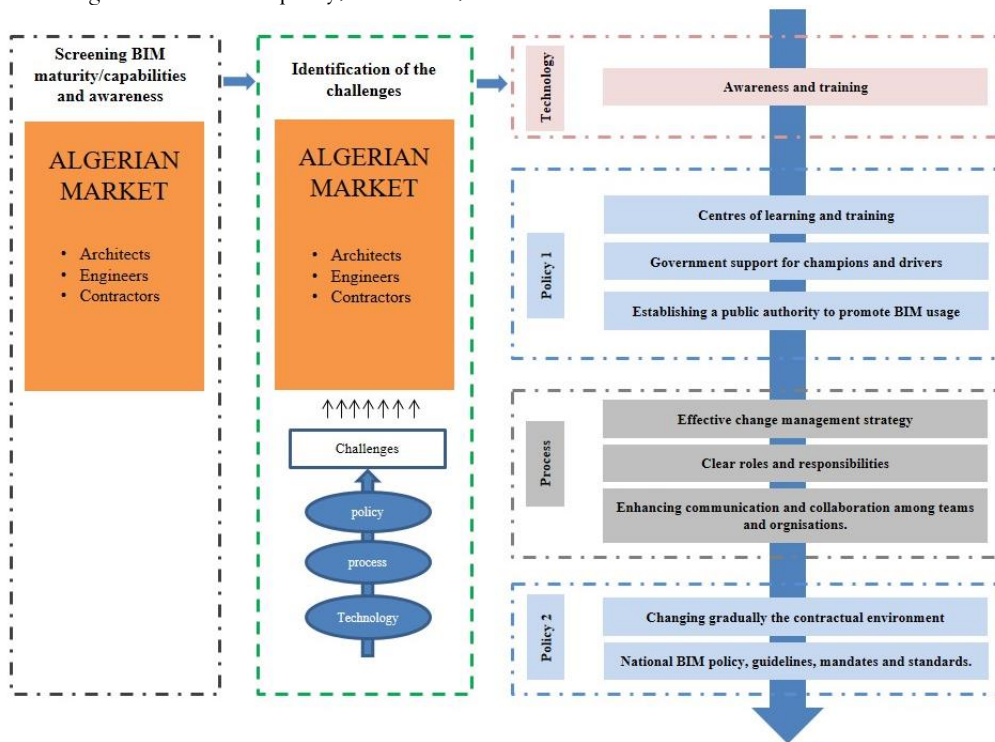 Screening BIM
maturity/capabilities
and awareness
ALGERIAN
MARKET
• Architects
• Engineers
• Contractors
Identification of the
challenges
ALGERIAN
MARKET
• Architects
• Engineers
• Contractors
Challenges
policy
process
Technology
Technology
Awareness and training
Policy 1
Centres of learning and training
Government support for champions and drivers
Establishing a public authority to promote BIM usage
Process
Effective change management strategy
Clear roles and responsibilities
Enhancing communication and collaboration among teams
and orgnisations.
Policy 2
Changing gradually the contractual environment
National BIM policy, guidelines, mandates and standards.